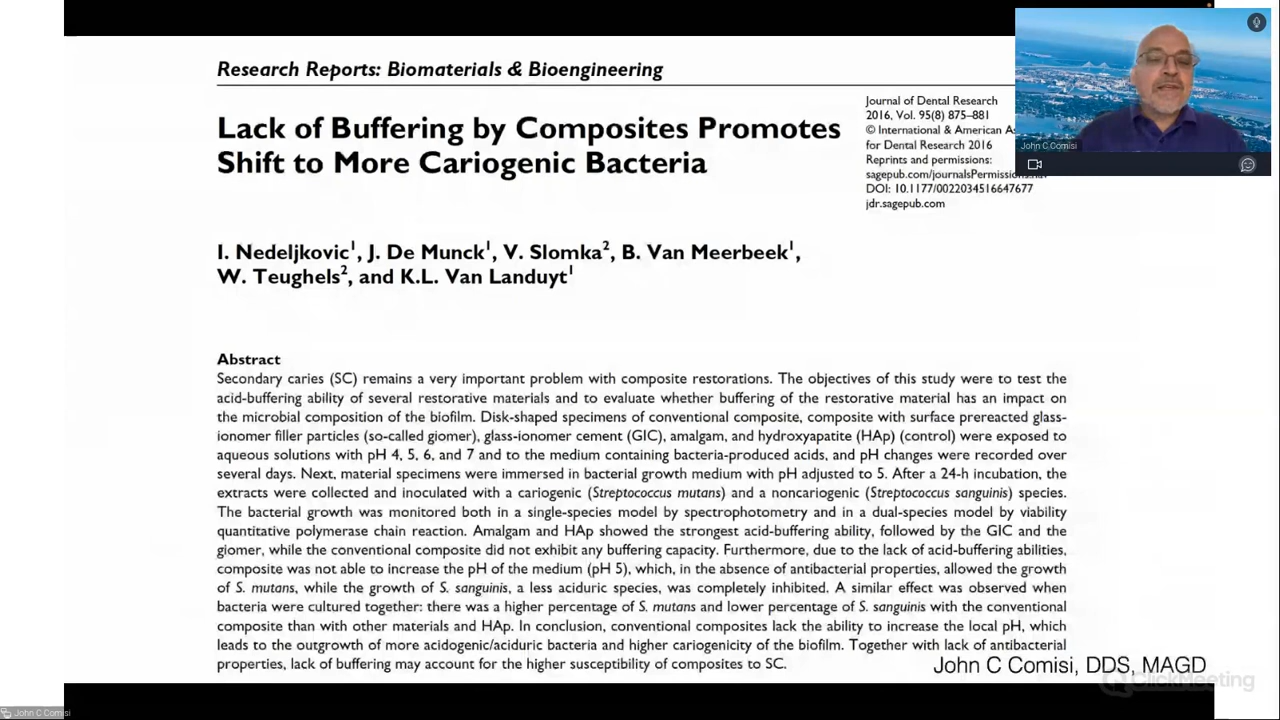 Research Reports: Biomaterials & Bioengineering
Lack of Buffering by Composites Promotes
Shift to More Cariogenic Bacteria
Journal of Dental Research
2016, Vol. 95(8) 875–881
© International & American
for Dental Research 2016
Reprints and permissions:
DOI: 10.1177/0022034516647677
jdr.sagepub.com
John C Comisi
I. Nedeljkovic1, J. De Munck1, V. Slomka2, B. Van Meerbeek1,
W. Teughels2, and K.L. Van Landuyt1
Abstract
Secondary caries (SC) remains a very important problem with composite restorations. The objectives of this study were to test the
acid-buffering ability of several restorative materials and to evaluate whether buffering of the restorative material has an impact on
the microbial composition of the biofilm. Disk-shaped specimens of conventional composite, composite with surface prereacted glass-
ionomer filler particles (so-called giomer), glass-ionomer cement (GIC), amalgam, and hydroxyapatite (HAp) (control) were exposed to
aqueous solutions with pH 4, 5, 6, and 7 and to the medium containing bacteria-produced acids, and pH changes were recorded over
several days. Next, material specimens were immersed in bacterial growth medium with pH adjusted to 5. After a 24-h incubation, the
extracts were collected and inoculated with a cariogenic (Streptococcus mutans) and a noncariogenic (Streptococcus sanguinis) species.
The bacterial growth was monitored both in a single-species model by spectrophotometry and in a dual-species model by viability
quantitative polymerase chain reaction. Amalgam and HAp showed the strongest acid-buffering ability, followed by the GIC and the
giomer, while the conventional composite did not exhibit any buffering capacity. Furthermore, due to the lack of acid-buffering abilities,
composite was not able to increase the pH of the medium (pH 5), which, in the absence of antibacterial properties, allowed the growth
of S. mutans, while the growth of S. sanguinis, a less aciduric species, was completely inhibited. A similar effect was observed when
bacteria were cultured together: there was a higher percentage of S. mutans and lower percentage of S. sanguinis with the conventional
composite than with other materials and HAp. In conclusion, conventional composites lack the ability to increase the local pH, which
leads to the outgrowth of more acidogenic/aciduric bacteria and higher cariogenicity of the biofilm. Together with lack of antibacterial
properties, lack of buffering may account for the higher susceptibility of composites to SC.
John C Comisi, DDS, MAGD
ClickMeeting
John C Comisi